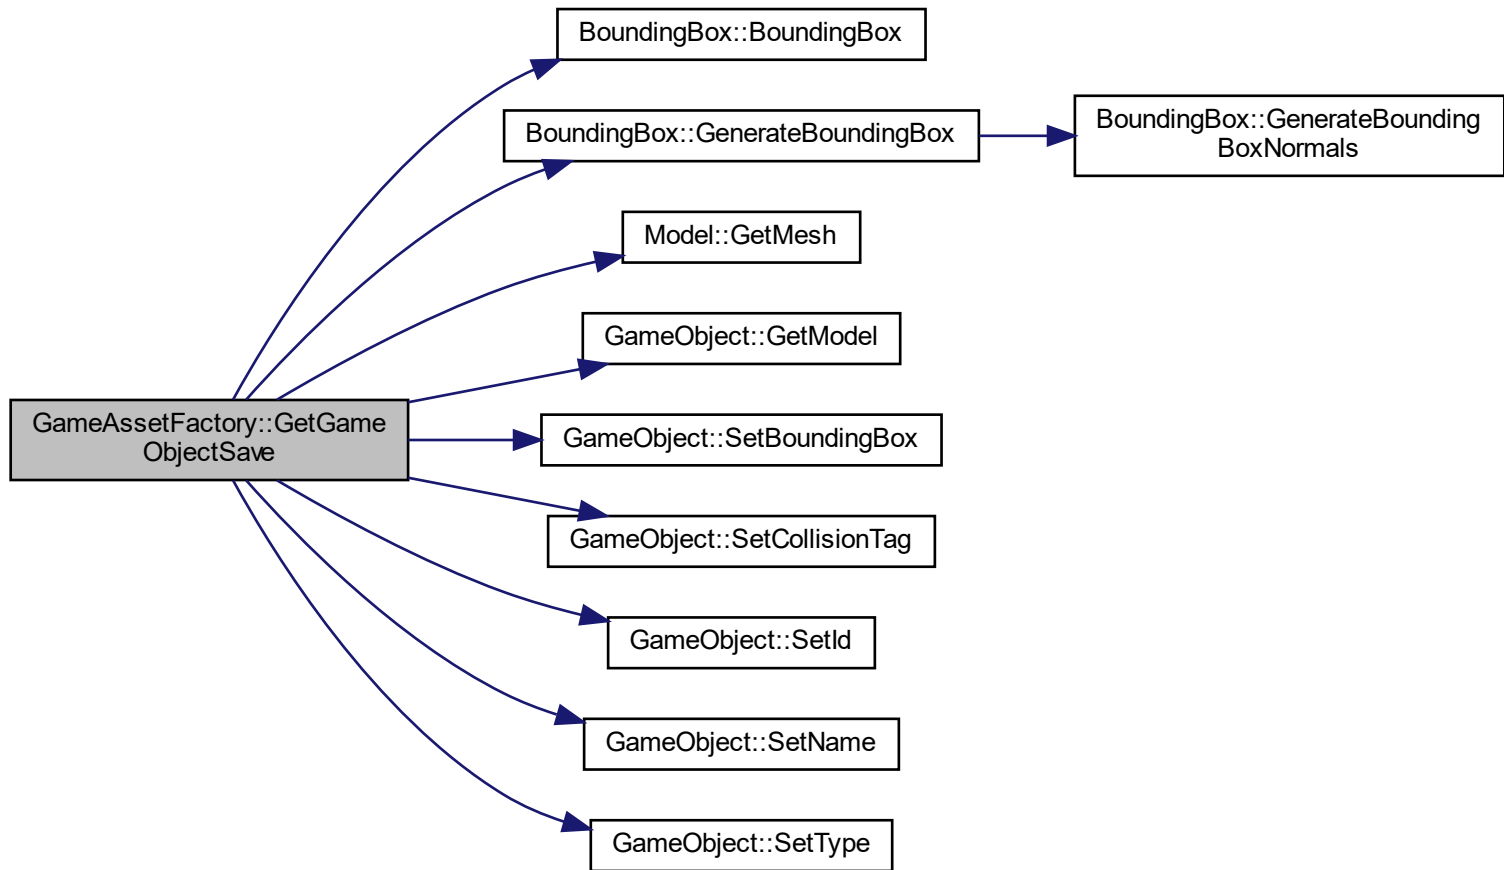 BoundingBox::BoundingBox
BoundingBox::GenerateBoundingBox
BoundingBox::GenerateBounding
BoxNormals
Model::GetMesh
GameObject::GetModel
GameAssetFactory::GetGame
ObjectSave
GameObject::SetBoundingBox
GameObject::SetCollisionTag
GameObject::SetId
GameObject::SetName
GameObject::SetType